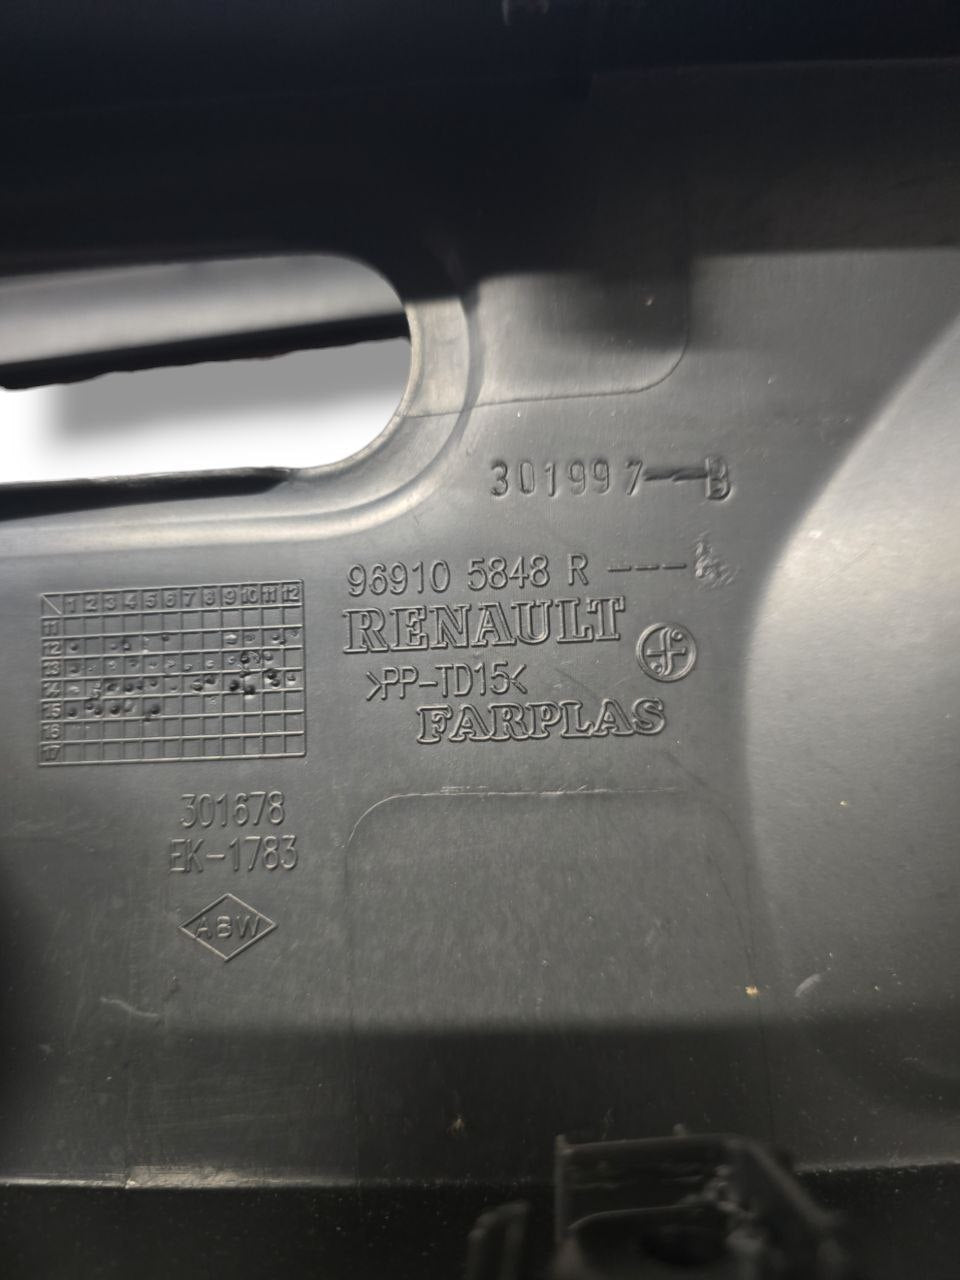 301997-B
96910 5848 R ---
RENAULT
>PP-TD15<
f
FARPLAS
1 2 3 4 5 6 7 8 9 10 11 12
11
12
13
14
15
16
17
301678
EK-1783
ABW